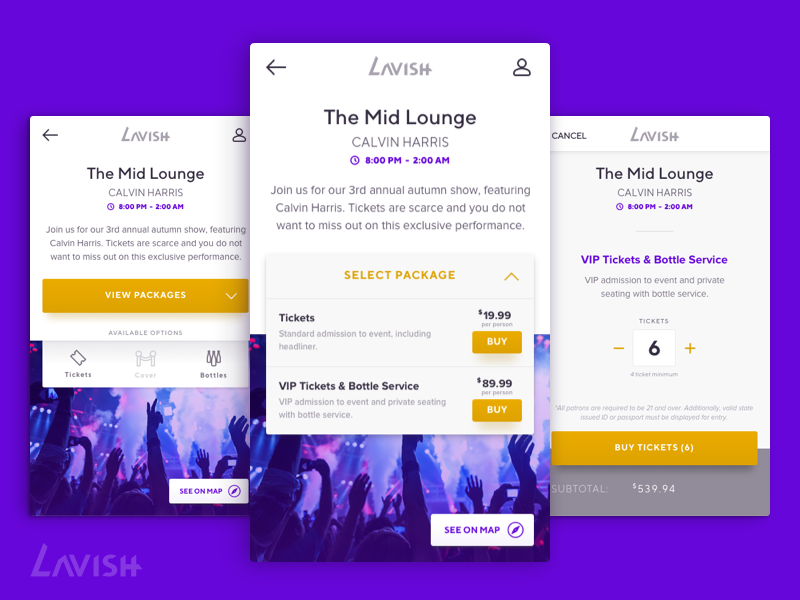 LAVISH
The Mid Lounge
CALVIN HARRIS
8:00 PM - 2:00 AM
Join us for our 3rd annual autumn show, featuring
Calvin Harris. Tickets are scarce and you do not
want to miss out on this exclusive performance.
VIEW PACKAGES
AVAILABLE OPTIONS
Tickets
Cover
Bottles
SEE ON MAP
LAVISH
The Mid Lounge
CALVIN HARRIS
8:00 PM - 2:00 AM
Join us for our 3rd annual autumn show, featuring
Calvin Harris. Tickets are scarce and you do not
want to miss out on this exclusive performance.
SELECT PACKAGE
Tickets
Standard admission to event, including
headliner.
$19.99
per person
BUY
VIP Tickets & Bottle Service
VIP admission to event and private seating
with bottle service.
$89.99
per person
BUY
SEE ON MAP
CANCEL
LAVISH
The Mid Lounge
CALVIN HARRIS
8:00 PM - 2:00 AM
VIP Tickets & Bottle Service
VIP admission to event and private
seating with bottle service.
TICKETS
− 6 +
4 ticket minimum
*All patrons are required to be 21 and over. Additionally, valid state
issued ID or passport must be displayed for entry.
BUY TICKETS (6)
SUBTOTAL: $539.94
LAVISH